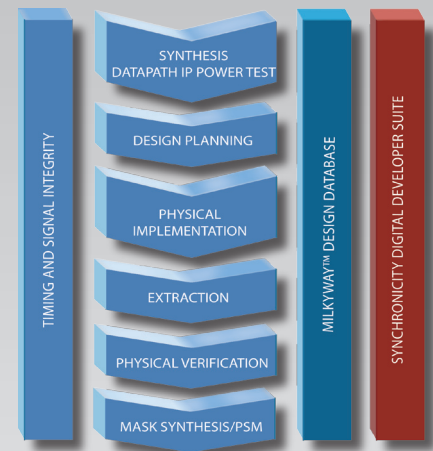 TIMING AND SIGNAL INTEGRITY
SYNTHESIS
DATAPATH IP POWER TEST
DESIGN PLANNING
PHYSICAL
IMPLEMENTATION
EXTRACTION
PHYSICAL VERIFICATION
MASK SYNTHESIS/PSM
MILKYWAY™ DESIGN DATABASE
SYNCHRONICITY DIGITAL DEVELOPER SUITE